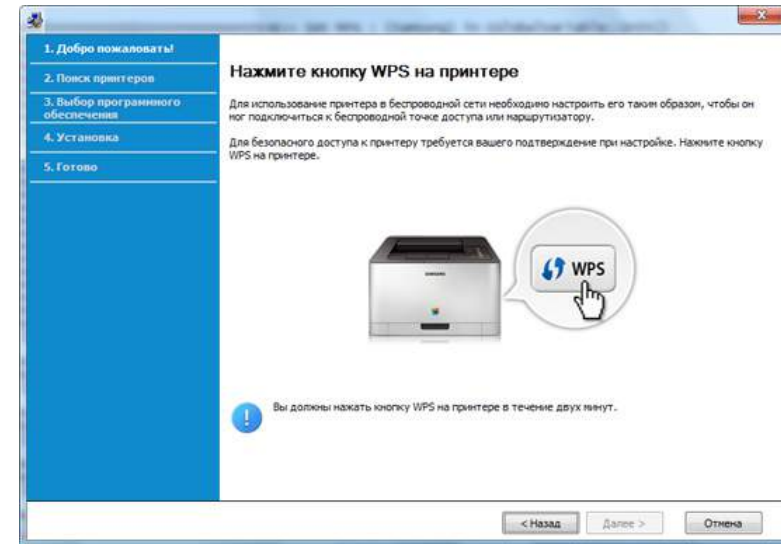 1. Добро пожаловать!
2. Поиск принтеров
3. Выбор программного
обеспечения
4. Установка
5. Готово
Нажмите кнопку WPS на принтере
Для использование принтера в беспроводной сети необходимо настроить его таким образом, чтобы он
мог подключиться к беспроводной точке доступа или маршрутизатору.
Для безопасного доступа к принтеру требуется вашего подтверждение при настройке. Нажмите кнопку
WPS на принтере.
SAMSUNG
WPS
Вы должны нажать кнопку WPS на принтере в течение двух минут.
< Назад
Далее >
Отмена